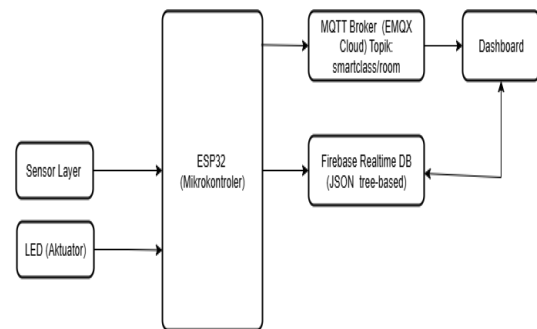 MQTT Broker (EMQX
Cloud) Topik:
smartclass/room
Dashboard
ESP32
(Mikrokontroler)
Firebase Realtime DB
(JSON tree-based)
Sensor Layer
LED (Aktuator)